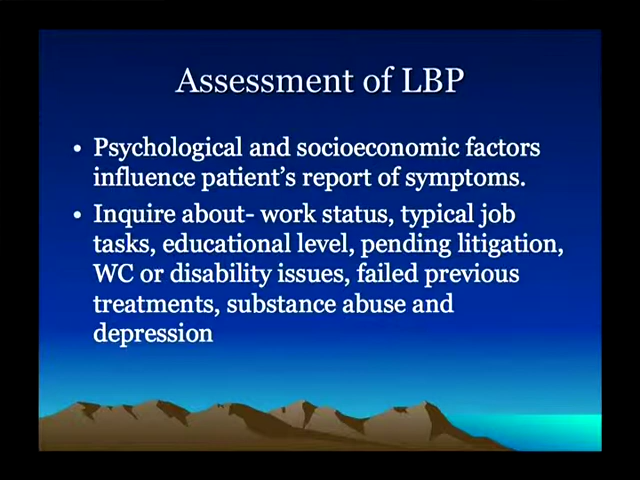 Assessment of LBP
• Psychological and socioeconomic factors
influence patient's report of symptoms.
• Inquire about- work status, typical job
tasks, educational level, pending litigation,
WC or disability issues, failed previous
treatments, substance abuse and
depression